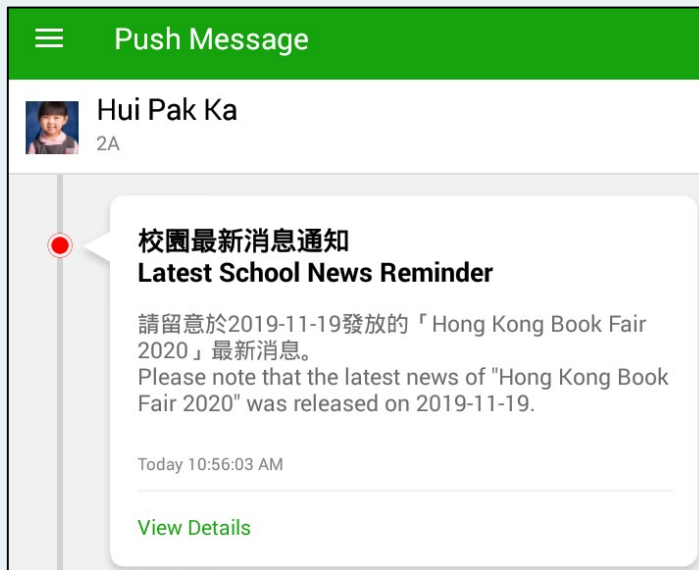 Push Message
Hui Pak Ka
2A
校園最新消息通知
Latest School News Reminder
請留意於2019-11-19發放的「Hong Kong Book Fair
2020」最新消息。
Please note that the latest news of "Hong Kong Book
Fair 2020" was released on 2019-11-19.
Today 10:56:03 AM
View Details